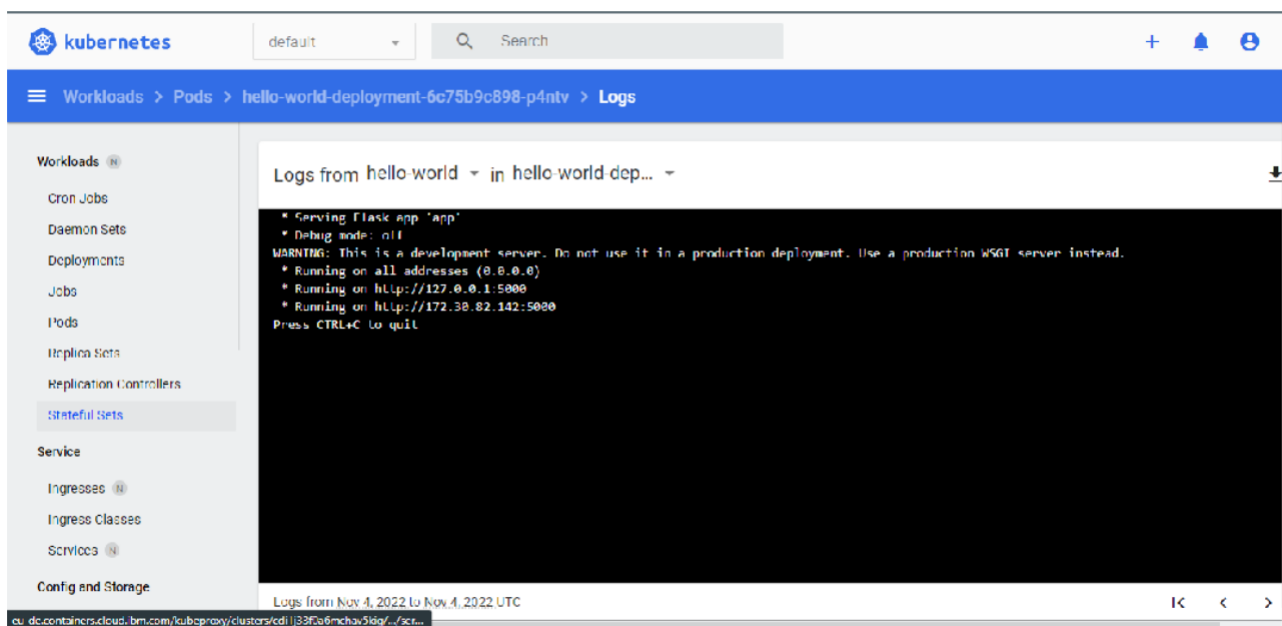 kubernetes
default
Search
Workloads > Pods > hello-world-deployment-6c75b9c898-p4ntv > Logs
Workloads N
Cron Jobs
Daemon Sets
Deployments
Jobs
Pods
Replica Sets
Replication Controllers
Stateful Sets
Service
Ingresses N
Ingress Classes
Services N
Config and Storage
Logs from hello-world in hello-world-dep...
* Serving Flask app 'app'
* Debug mode: off
WARNING: This is a development server. Do not use it in a production deployment. Use a production WSGI server instead.
* Running on all addresses (0.0.0.0)
* Running on http://127.0.0.1:5000
* Running on http://172.30.82.142:5000
Press CTRL+C to quit
Logs from Nov 4, 2022 to Nov 4, 2022 UTC